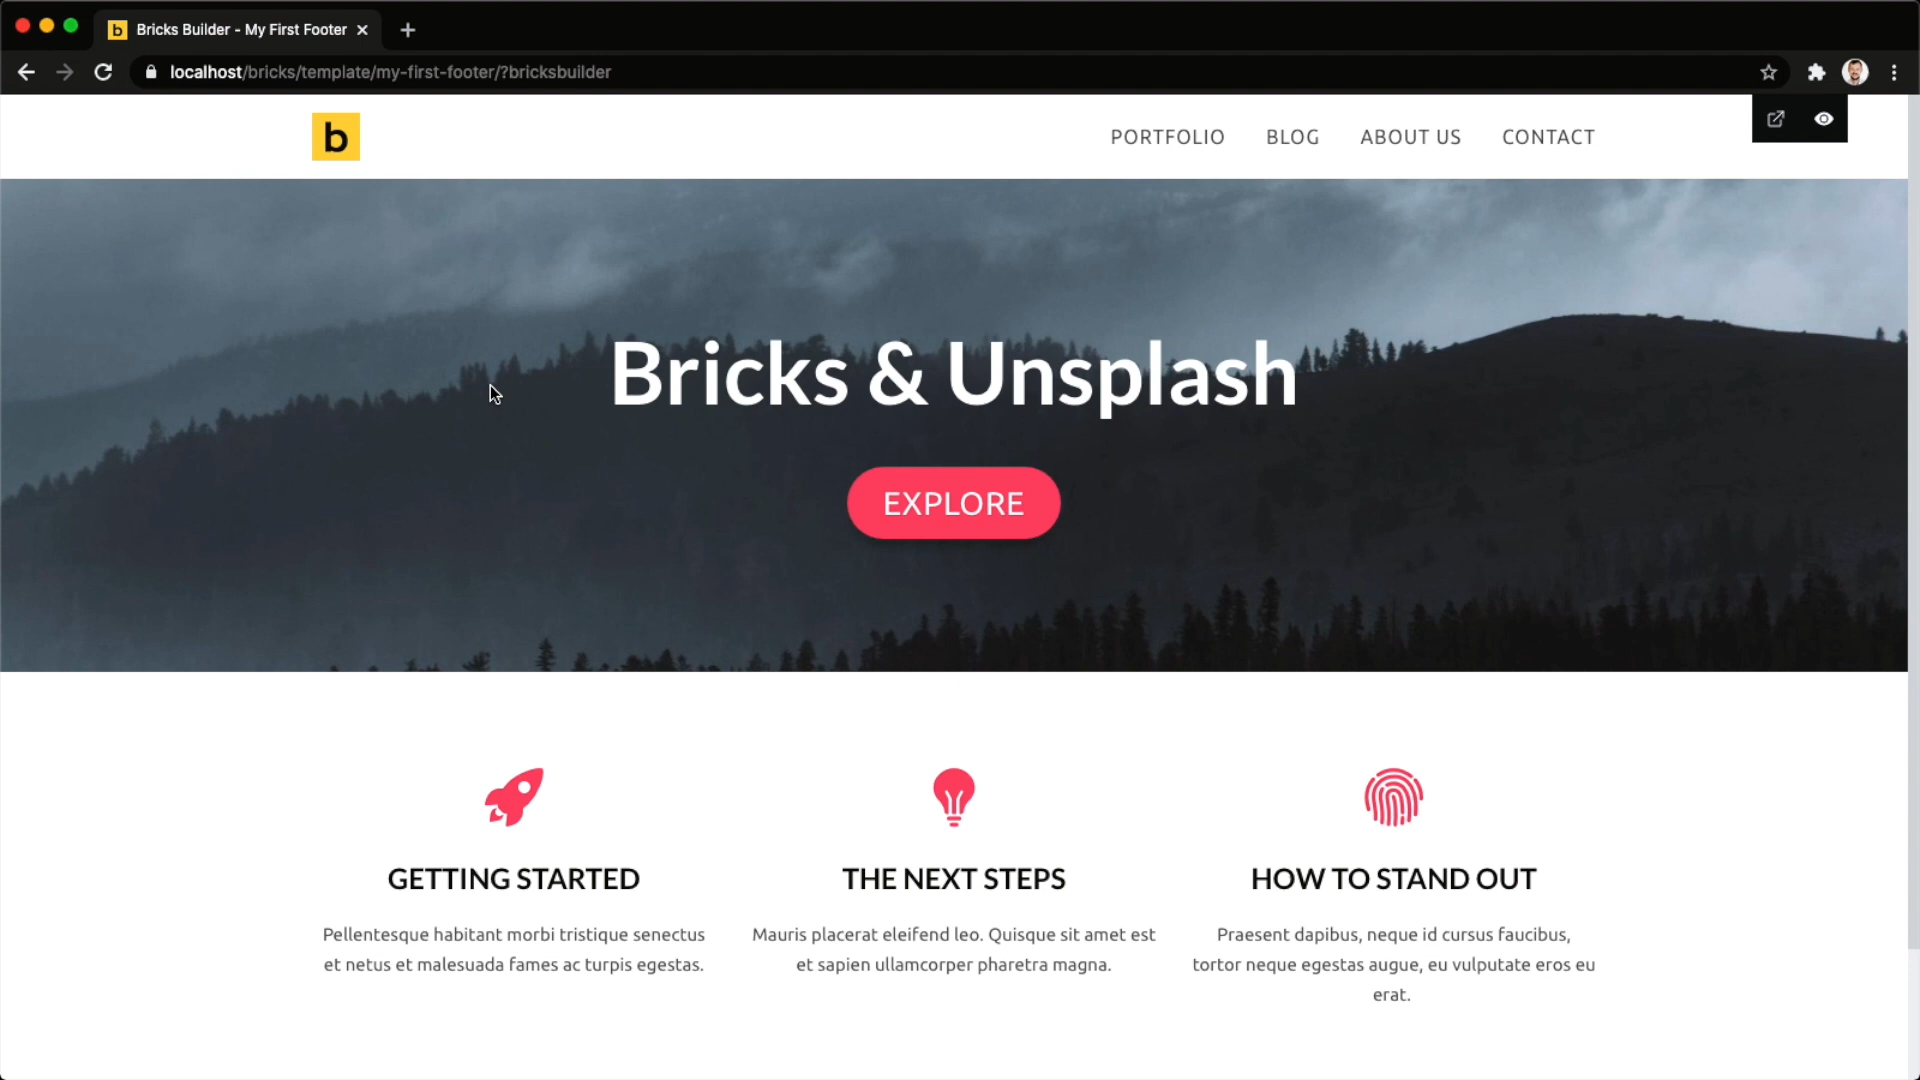 b Bricks Builder - My First Footer
localhost/bricks/template/my-first-footer/?bricksbuilder
b
PORTFOLIO BLOG ABOUT US CONTACT
Bricks & Unsplash
EXPLORE
GETTING STARTED
Pellentesque habitant morbi tristique senectus
et netus et malesuada fames ac turpis egestas.
THE NEXT STEPS
Mauris placerat eleifend leo. Quisque sit amet est
et sapien ullamcorper pharetra magna.
HOW TO STAND OUT
Praesent dapibus, neque id cursus faucibus,
tortor neque egestas augue, eu vulputate eros eu
erat.